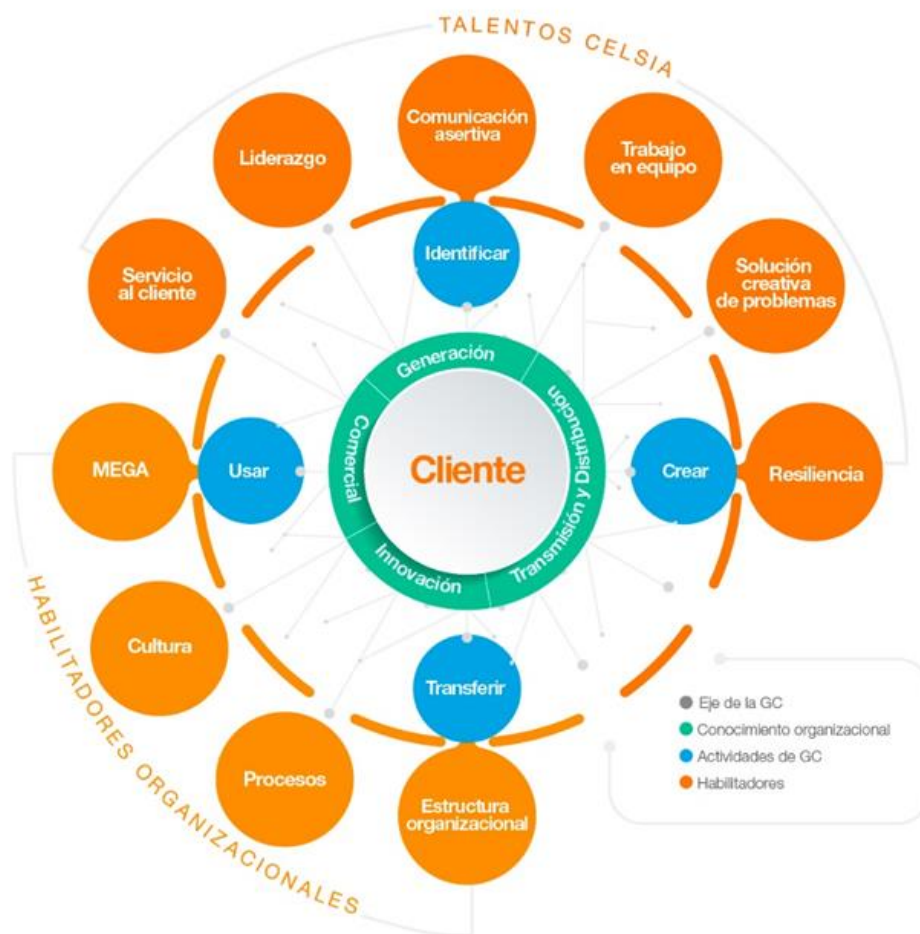 TALENTOS CELSIA
Comunicación
asertiva
Liderazgo
Trabajo
en equipo
Servicio
al cliente
Solución
creativa
de problemas
Identificar
Generación
Comercial
Transmisión y Distribución
Innovación
Cliente
MEGA
Usar
Crear
Resiliencia
Cultura
Transferir
Procesos
Estructura
organizacional
HABILITADORES ORGANIZACIONALES
Eje de la GC
Conocimiento organizacional
Actividades de GC
Habilitadores